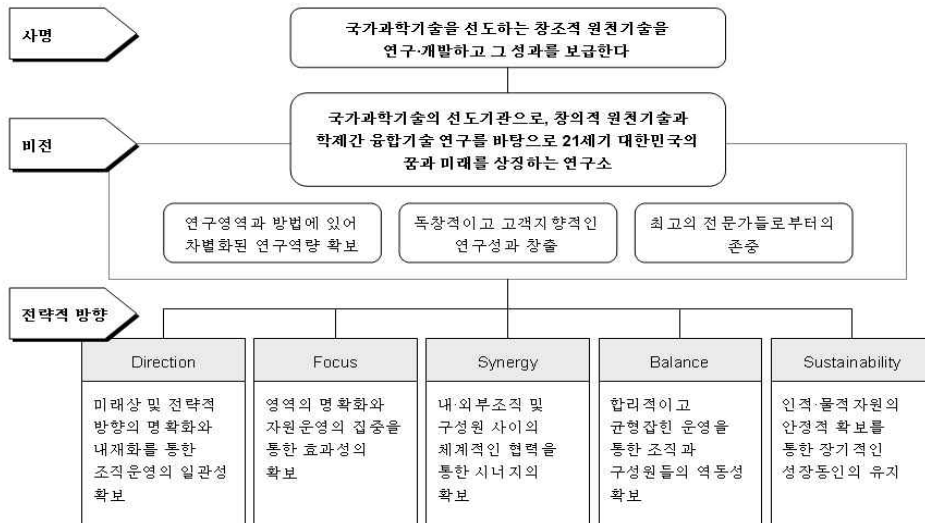 사명
국가과학기술을 선도하는 창조적 원천기술을
연구·개발하고 그 성과를 보급한다
비전
국가과학기술의 선도기관으로, 창의적 원천기술과
학제간 융합기술 연구를 바탕으로 21세기 대한민국의
꿈과 미래를 상징하는 연구소
연구영역과 방법에 있어
차별화된 연구역량 확보
독창적이고 고객지향적인
연구성과 창출
최고의 전문가들로부터의
존중
전략적 방향
Direction
미래상 및 전략적
방향의 명확화와
내재화를 통한
조직운영의 일관성
확보
Focus
영역의 명확화와
자원운영의 집중을
통한 효과성의
확보
Synergy
내·외부조직 및
구성원 사이의
체계적인 협력을
통한 시너지의
확보
Balance
합리적이고
균형잡힌 운영을
통한 조직과
구성원들의 역동성
확보
Sustainability
인적·물적자원의
안정적 확보를
통한 장기적인
성장동인의 유지